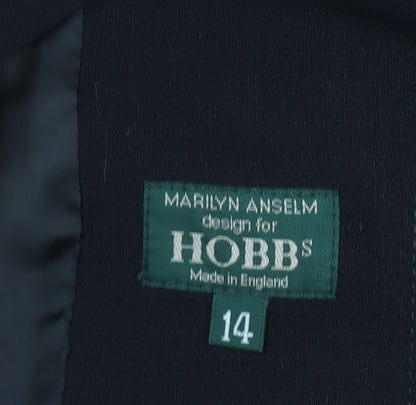 MARILYN ANSELM
design for
HOBBS
Made in England
14